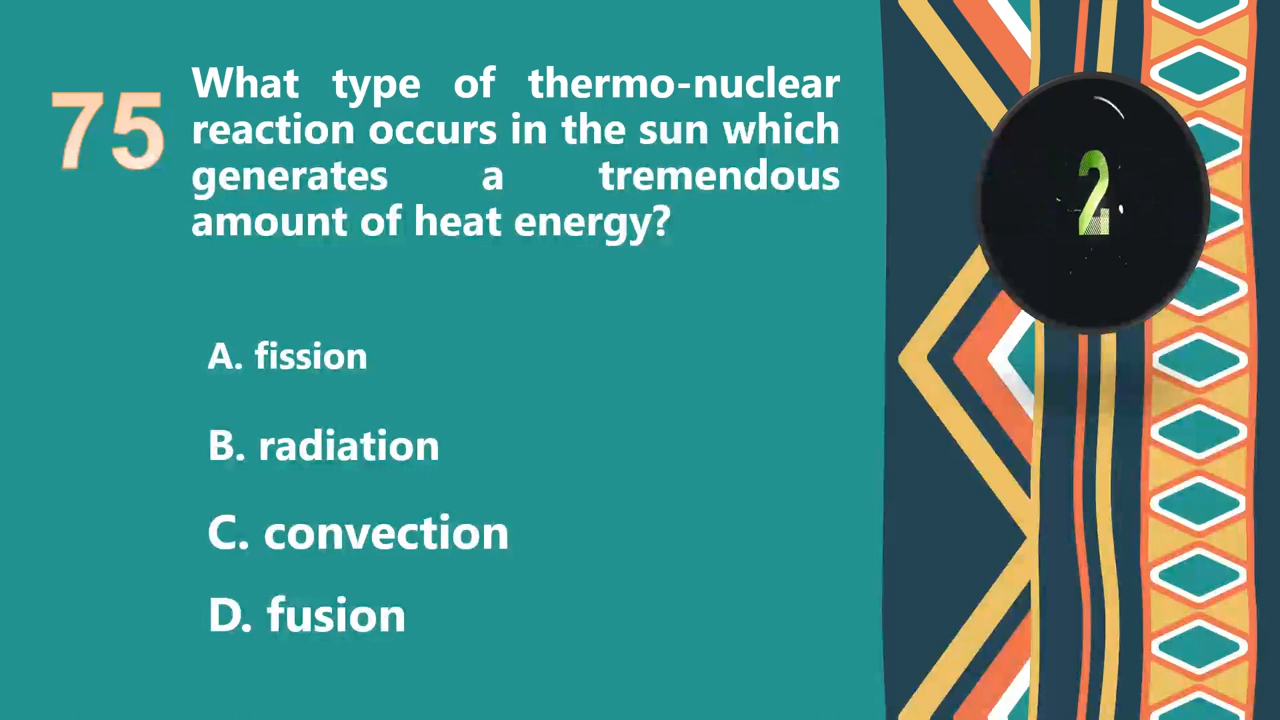 75
What type of thermo-nuclear
reaction occurs in the sun which
generates a tremendous
amount of heat energy?
2
A. fission
B. radiation
C. convection
D. fusion